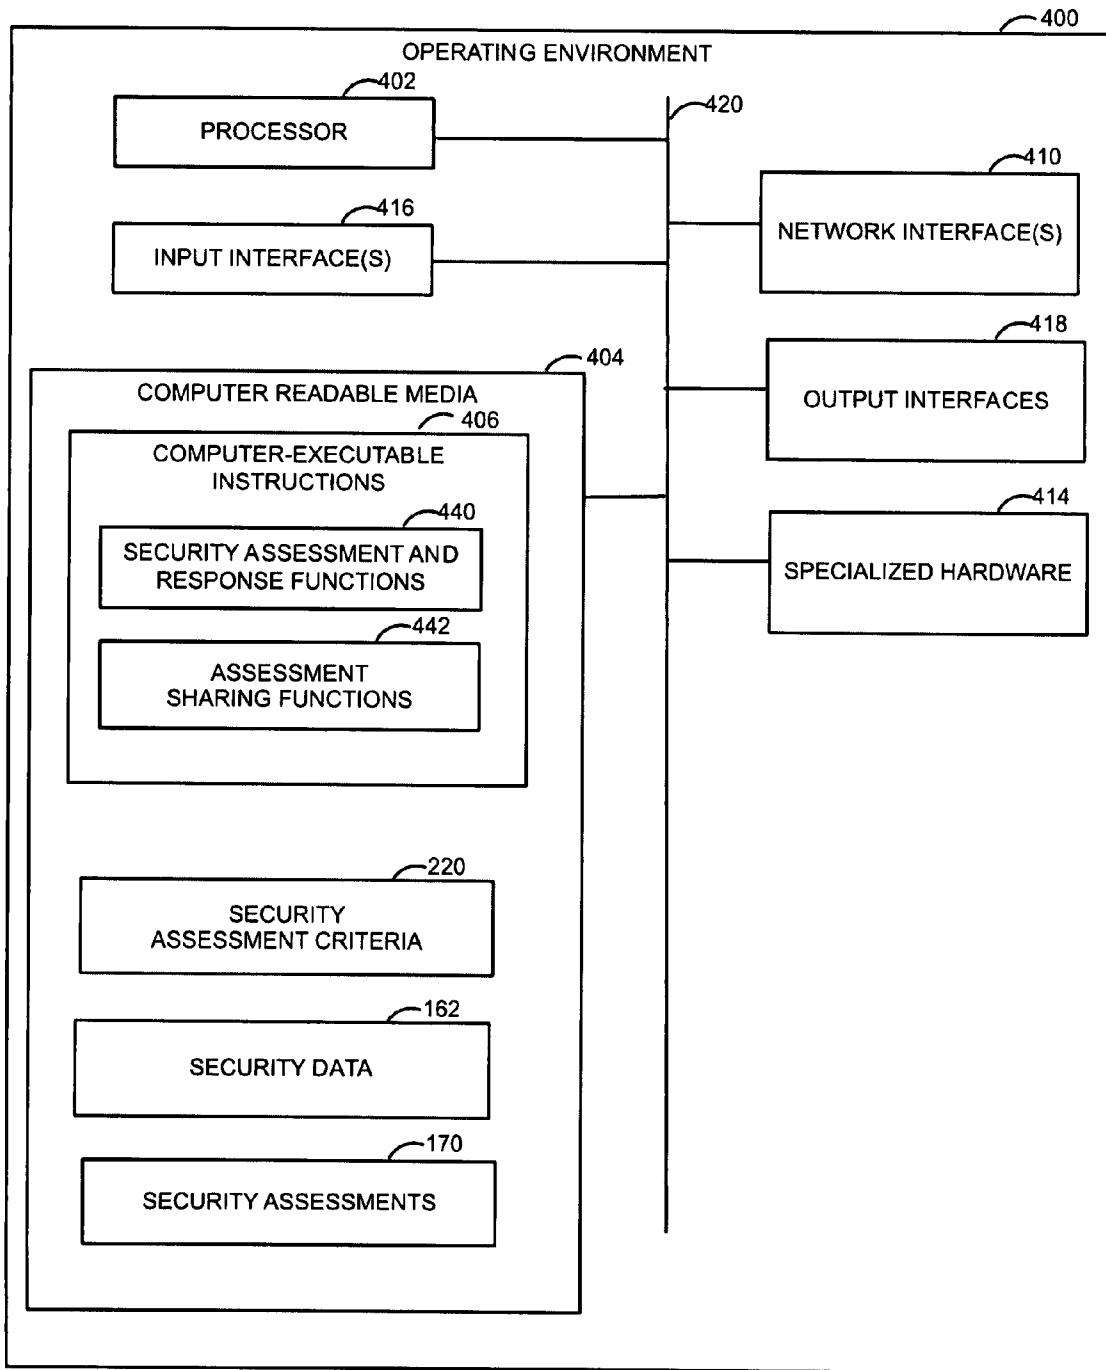 400
OPERATING ENVIRONMENT
402
PROCESSOR
420
410
NETWORK INTERFACE(S)
416
INPUT INTERFACE(S)
418
OUTPUT INTERFACES
404
COMPUTER READABLE MEDIA
406
COMPUTER-EXECUTABLE
INSTRUCTIONS
440
SECURITY ASSESSMENT AND
RESPONSE FUNCTIONS
414
SPECIALIZED HARDWARE
442
ASSESSMENT
SHARING FUNCTIONS
220
SECURITY
ASSESSMENT CRITERIA
162
SECURITY DATA
170
SECURITY ASSESSMENTS